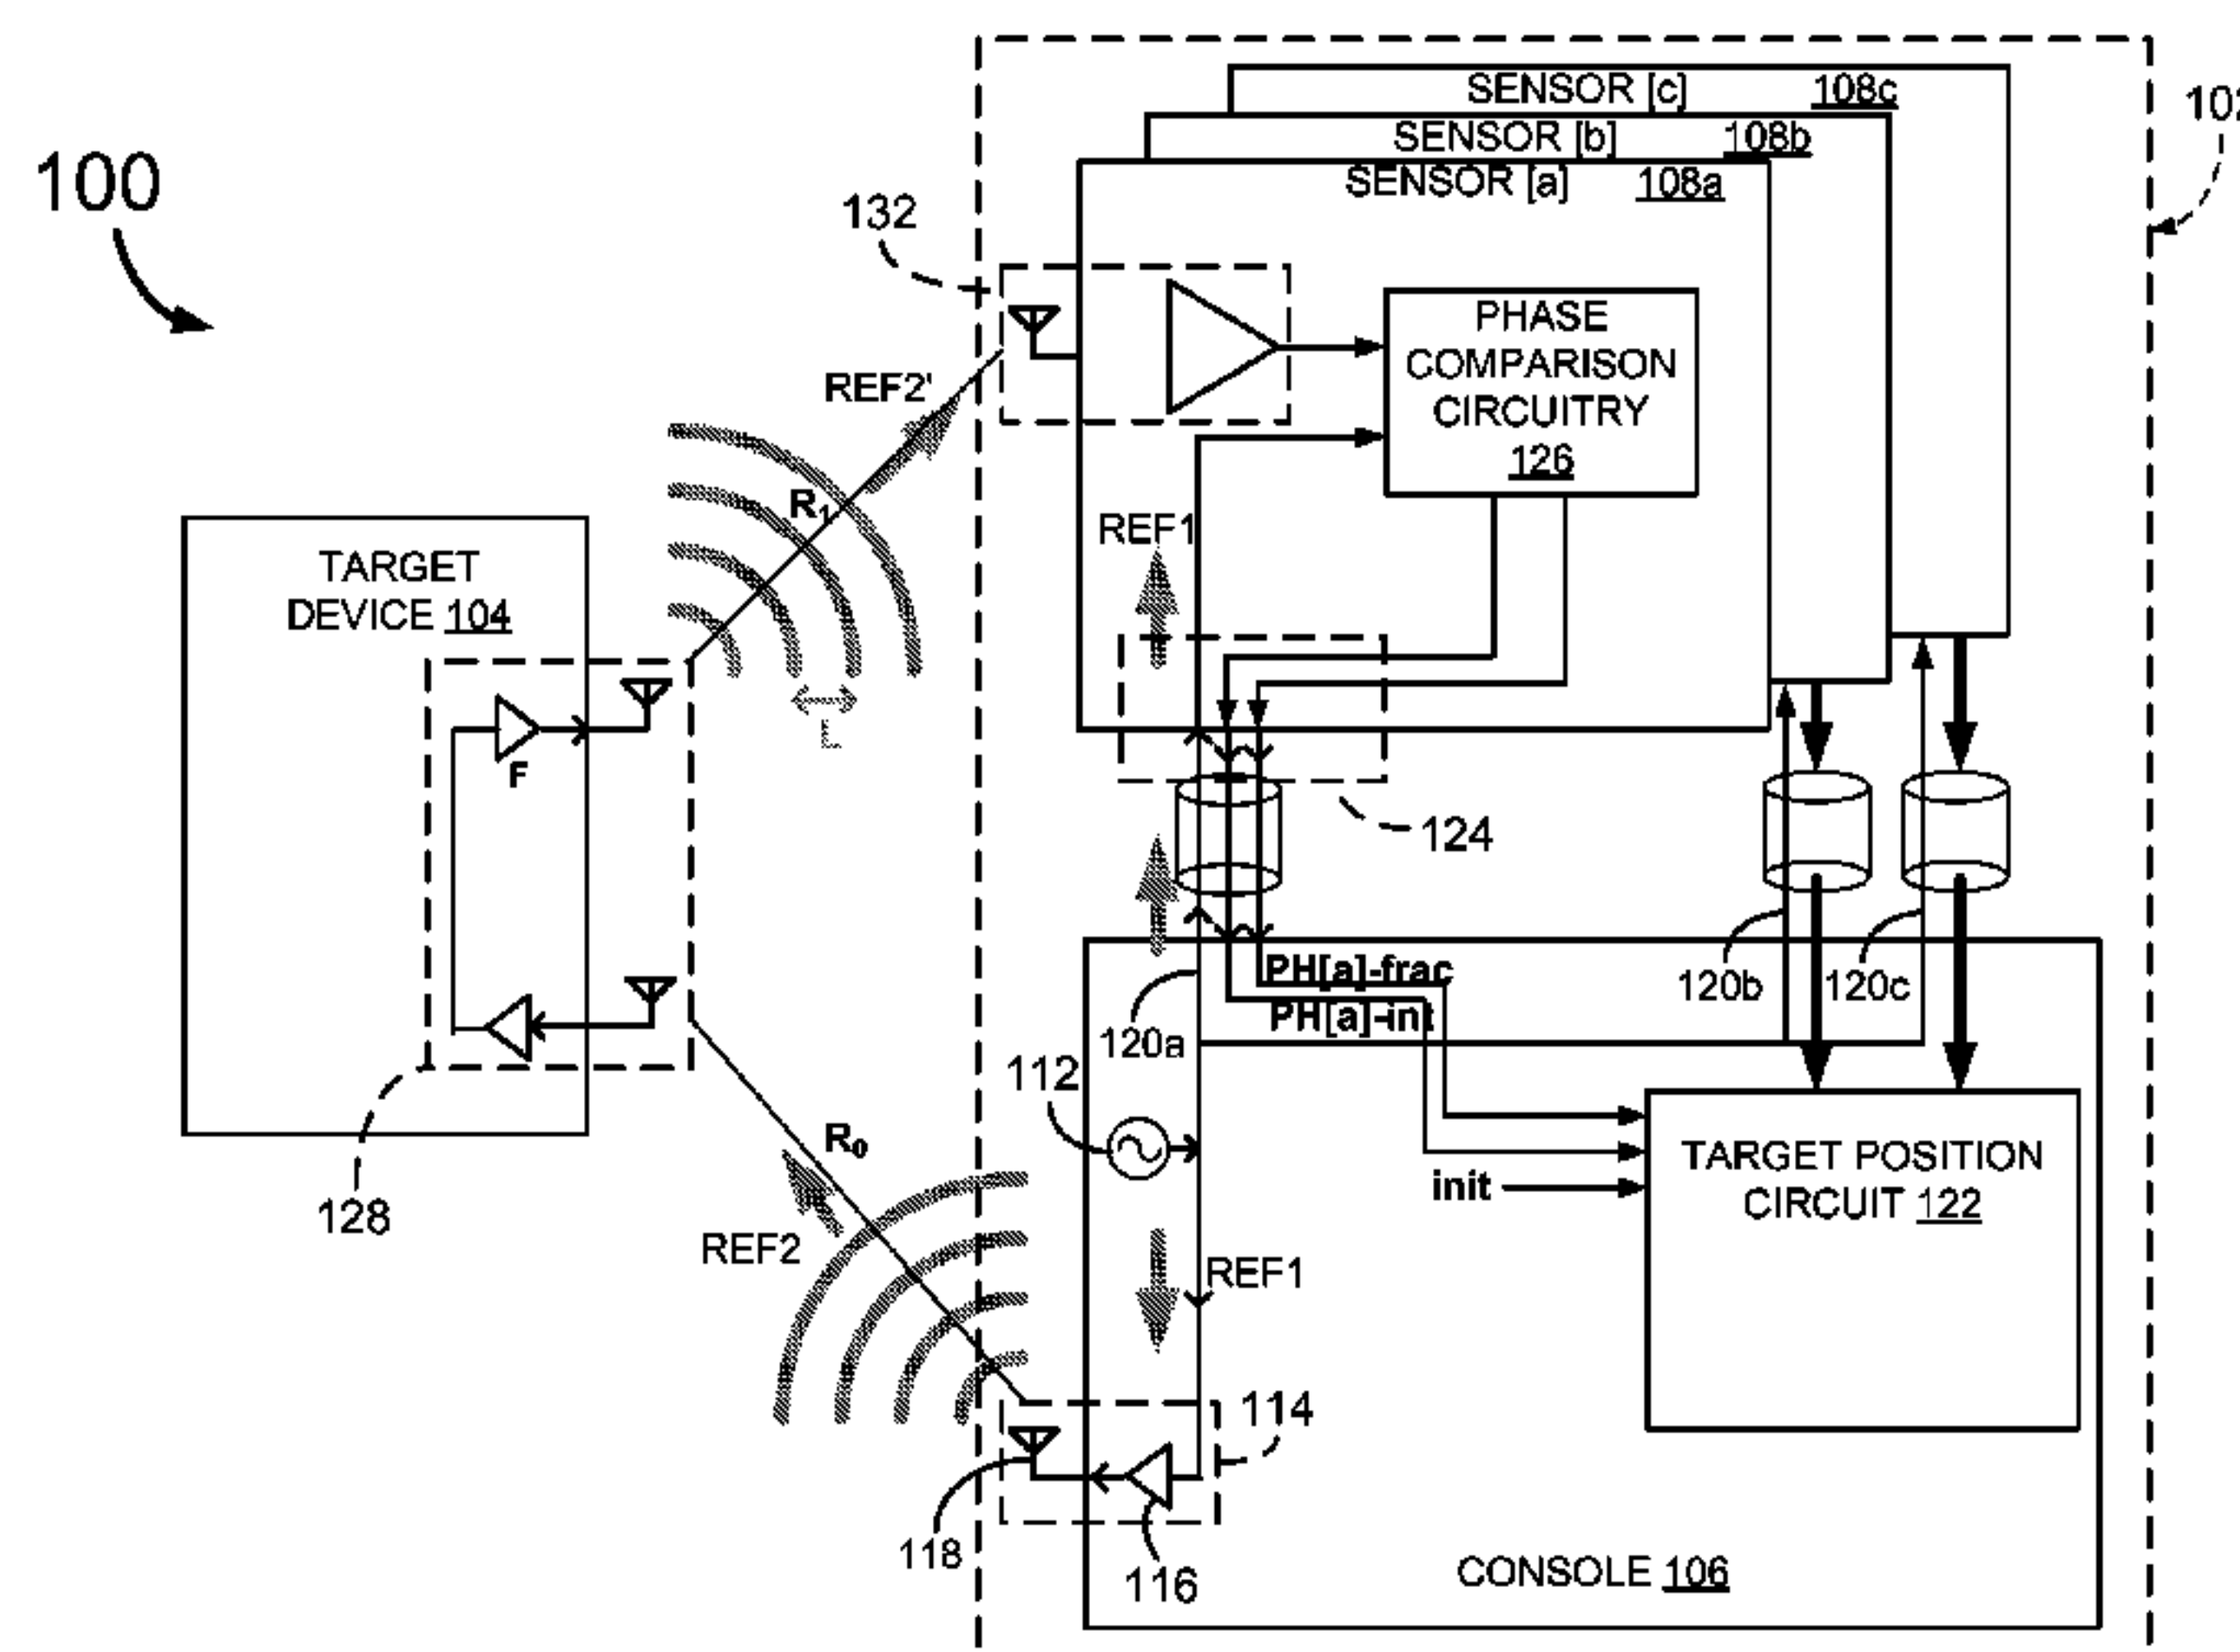 100
102
SENSOR [c] 108c
SENSOR [b] 108b
SENSOR [a] 108a
132
PHASE
COMPARISON
CIRCUITRY
126
REF2'
R1
REF1
TARGET
DEVICE 104
F
L
124
128
PH[a]-frac
PH[a]-int
120a
120b
120c
112
R0
REF2
init
TARGET POSITION
CIRCUIT 122
REF1
114
118
116
CONSOLE 106